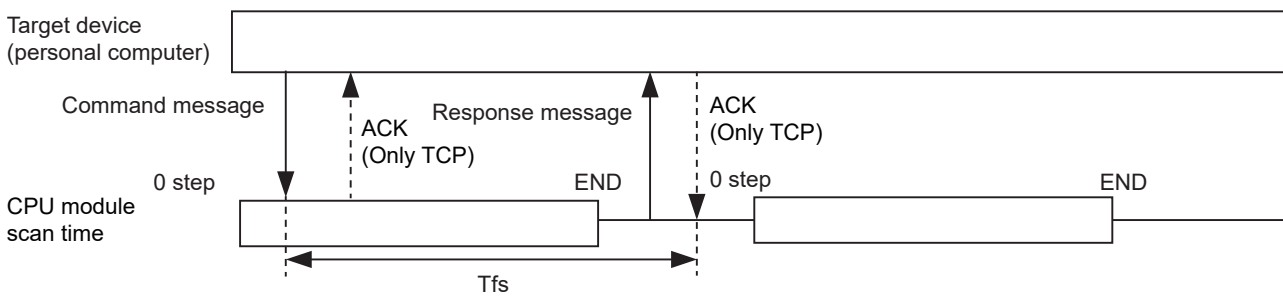 Target device
(personal computer)
Command message
ACK
(Only TCP)
Response message
ACK
(Only TCP)
0 step
END
0 step
END
CPU module
scan time
Tfs